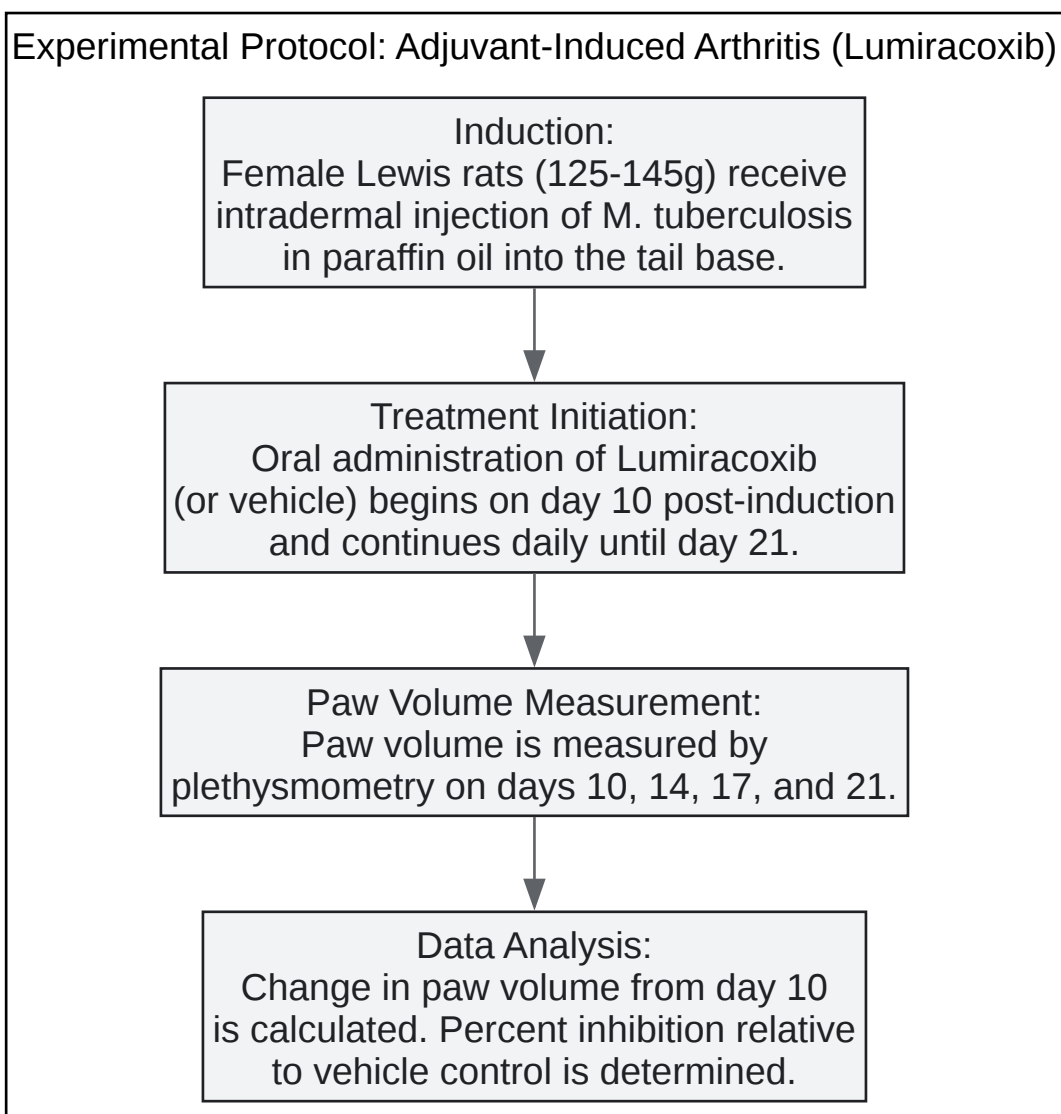 Experimental Protocol: Adjuvant-Induced Arthritis (Lumiracoxib)
Induction:
Female Lewis rats (125-145g) receive
intradermal injection of M. tuberculosis
in paraffin oil into the tail base.
Treatment Initiation:
Oral administration of Lumiracoxib
(or vehicle) begins on day 10 post-induction
and continues daily until day 21.
Paw Volume Measurement:
Paw volume is measured by
plethysmometry on days 10, 14, 17, and 21.
Data Analysis:
Change in paw volume from day 10
is calculated. Percent inhibition relative
to vehicle control is determined.